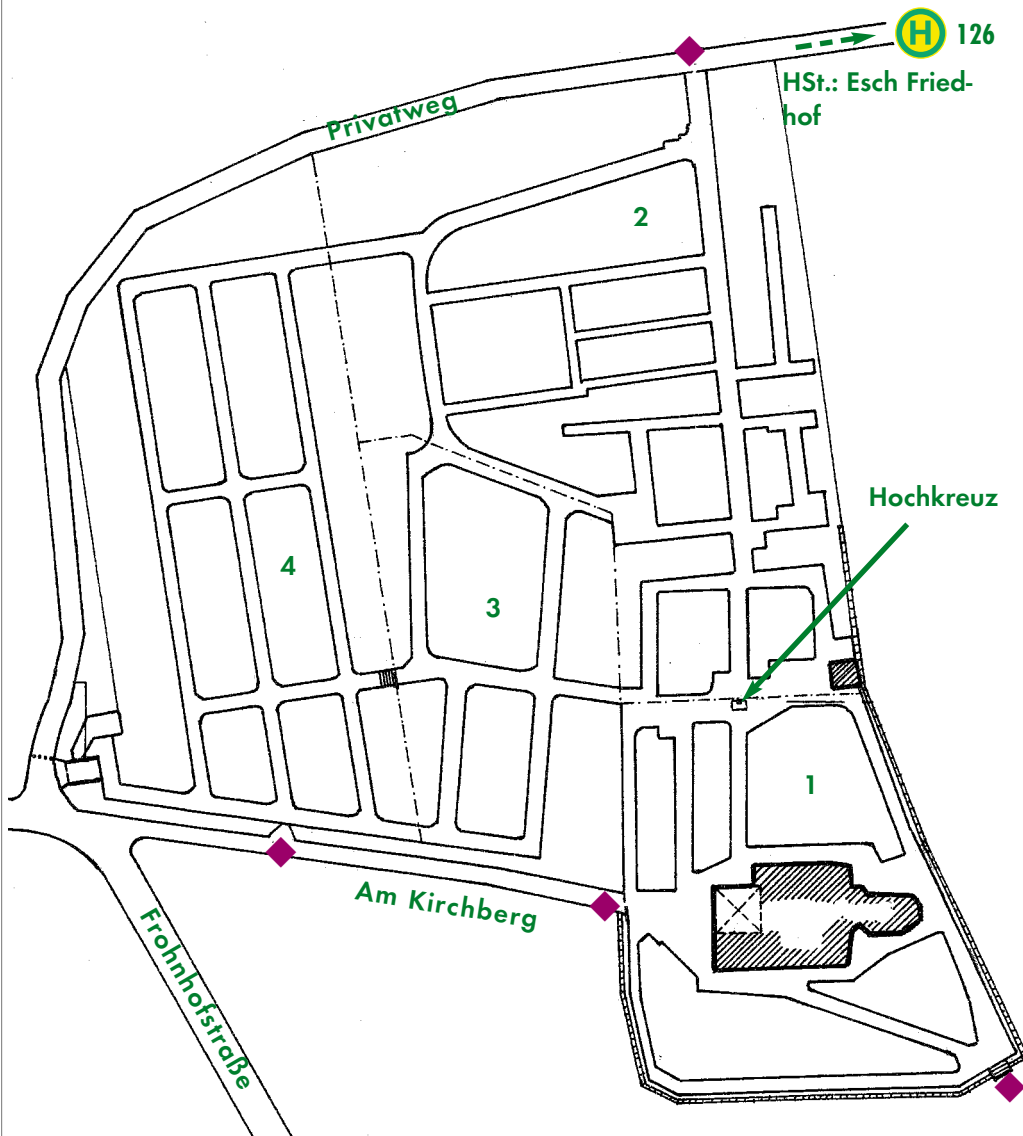 H 126
HSt.: Esch Fried-
hof
Privatweg
2
Hochkreuz
4
3
1
Am Kirchberg
Frohnhofstraße